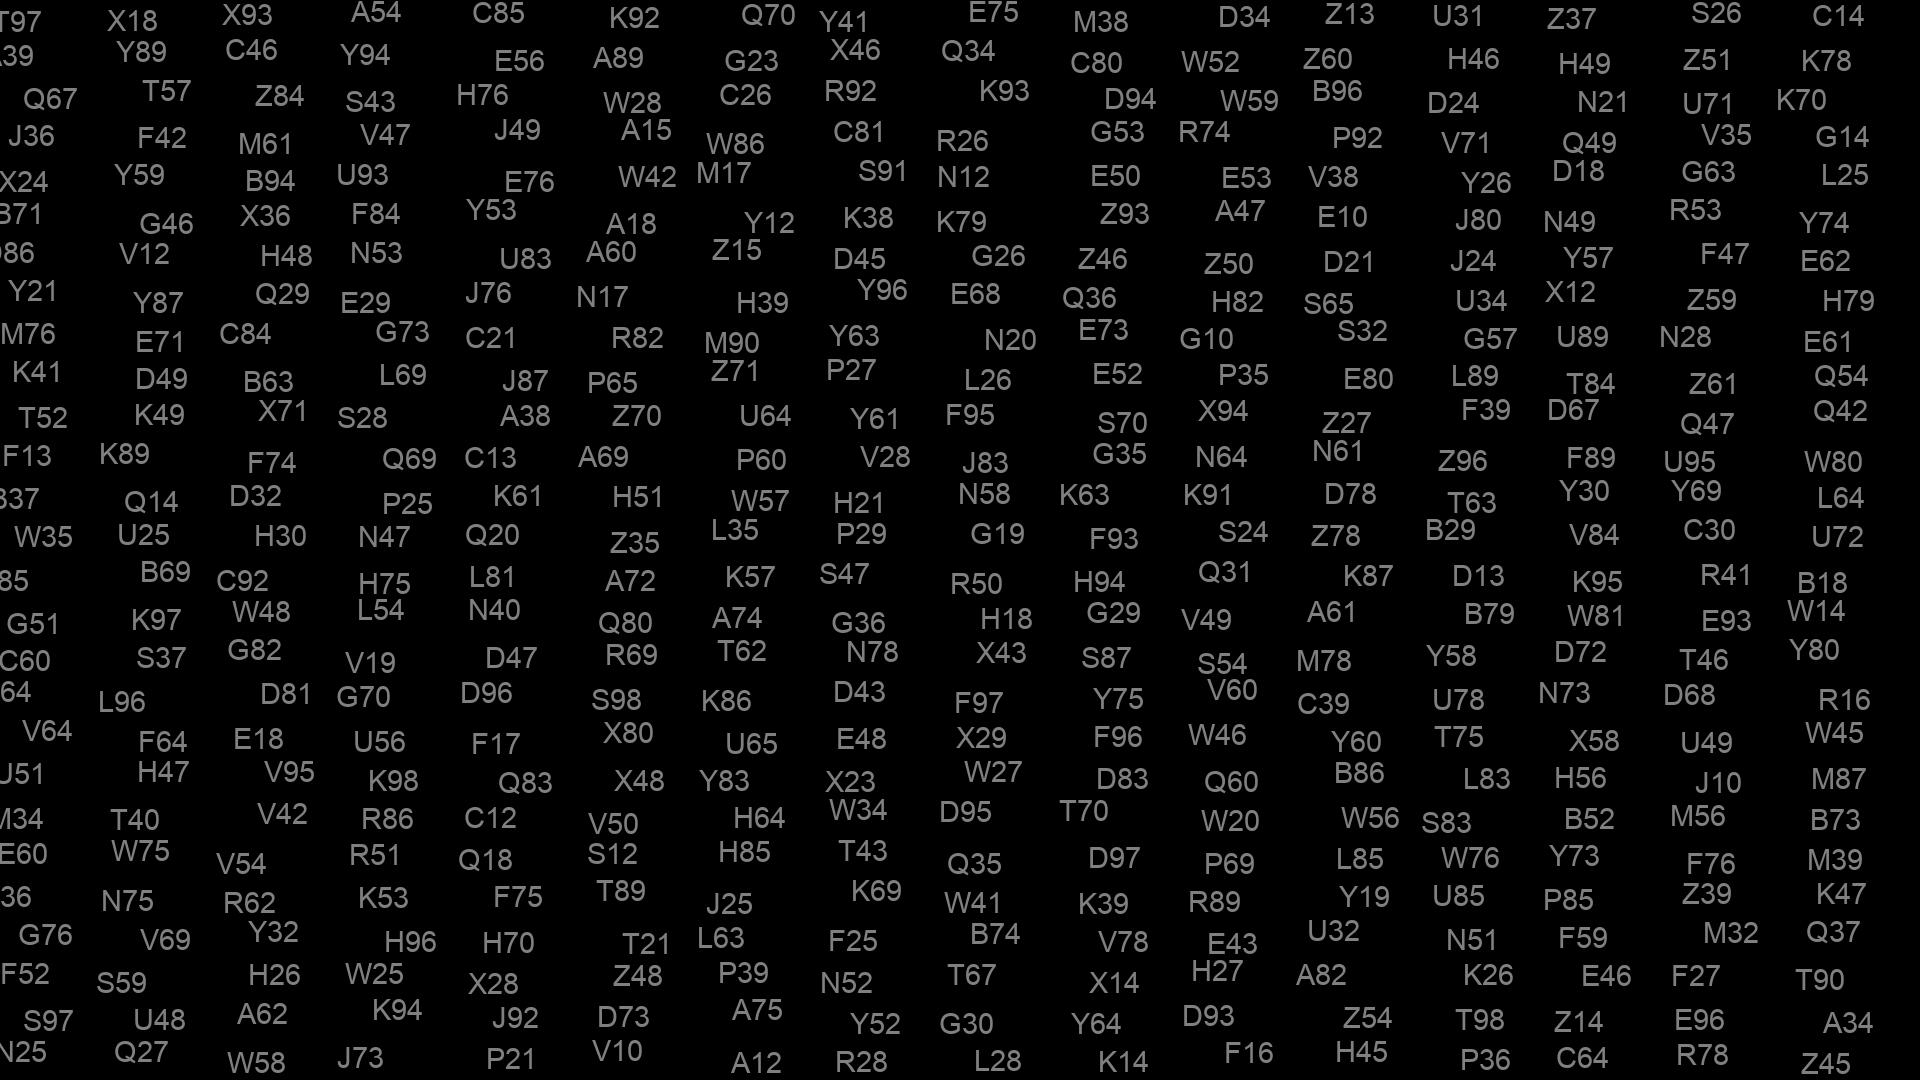 T97 X18 X93 A54 C85 K92 Q70 Y41 E75 M38 D34 Z13 U31 Z37 S26 C14
Y89 C46 Y94 E56 A89 G23 X46 Q34 C80 W52 Z60 H46 H49 Z51 K78
Q67 T57 Z84 S43 H76 W28 C26 R92 K93 D94 W59 B96 D24 N21 U71 K70
J36 F42 M61 V47 J49 A15 W86 C81 R26 G53 R74 P92 V71 Q49 V35 G14
X24 Y59 B94 U93 E76 W42 M17 S91 N12 E50 E53 V38 Y26 D18 G63 L25
B71 G46 X36 F84 Y53 A18 Y12 K38 K79 Z93 A47 E10 J80 N49 R53 Y74
V12 H48 N53 U83 A60 Z15 D45 G26 Z46 Z50 D21 J24 Y57 F47 E62
Y21 Y87 Q29 E29 J76 N17 H39 Y96 E68 Q36 H82 S65 U34 X12 Z59 H79
M76 E71 C84 G73 C21 R82 M90 Y63 N20 E73 G10 S32 G57 U89 N28 E61
K41 D49 B63 L69 J87 P65 Z71 P27 L26 E52 P35 E80 L89 T84 Z61 Q54
T52 K49 X71 S28 A38 Z70 U64 Y61 F95 S70 X94 Z27 F39 D67 Q47 Q42
F13 K89 F74 Q69 C13 A69 P60 V28 J83 G35 N64 N61 Z96 F89 U95 W80
Q14 D32 P25 K61 H51 W57 H21 N58 K63 K91 D78 T63 Y30 Y69 L64
W35 U25 H30 N47 Q20 Z35 L35 P29 G19 F93 S24 Z78 B29 V84 C30 U72
B69 C92 H75 L81 A72 K57 S47 R50 H94 Q31 K87 D13 K95 R41 B18
G51 K97 W48 L54 N40 Q80 A74 G36 H18 G29 V49 A61 B79 W81 E93 W14
C60 S37 G82 V19 D47 R69 T62 N78 X43 S87 S54 M78 Y58 D72 T46 Y80
L96 D81 G70 D96 S98 K86 D43 F97 Y75 V60 C39 U78 N73 D68 R16
V64 F64 E18 U56 F17 X80 U65 E48 X29 F96 W46 Y60 T75 X58 U49 W45
U51 H47 V95 K98 Q83 X48 Y83 X23 W27 D83 Q60 B86 L83 H56 J10 M87
M34 T40 V42 R86 C12 V50 H64 W34 D95 T70 W20 W56 S83 B52 M56 B73
E60 W75 V54 R51 Q18 S12 H85 T43 Q35 D97 P69 L85 W76 Y73 F76 M39
N75 R62 K53 F75 T89 J25 K69 W41 K39 R89 Y19 U85 P85 Z39 K47
G76 V69 Y32 H96 H70 T21 L63 F25 B74 V78 E43 U32 N51 F59 M32 Q37
F52 S59 H26 W25 X28 Z48 P39 N52 T67 X14 H27 A82 K26 E46 F27 T90
S97 U48 A62 K94 J92 D73 A75 Y52 G30 Y64 D93 Z54 T98 Z14 E96 A34
N25 Q27 W58 J73 P21 V10 A12 R28 L28 K14 F16 H45 P36 C64 R78 Z45